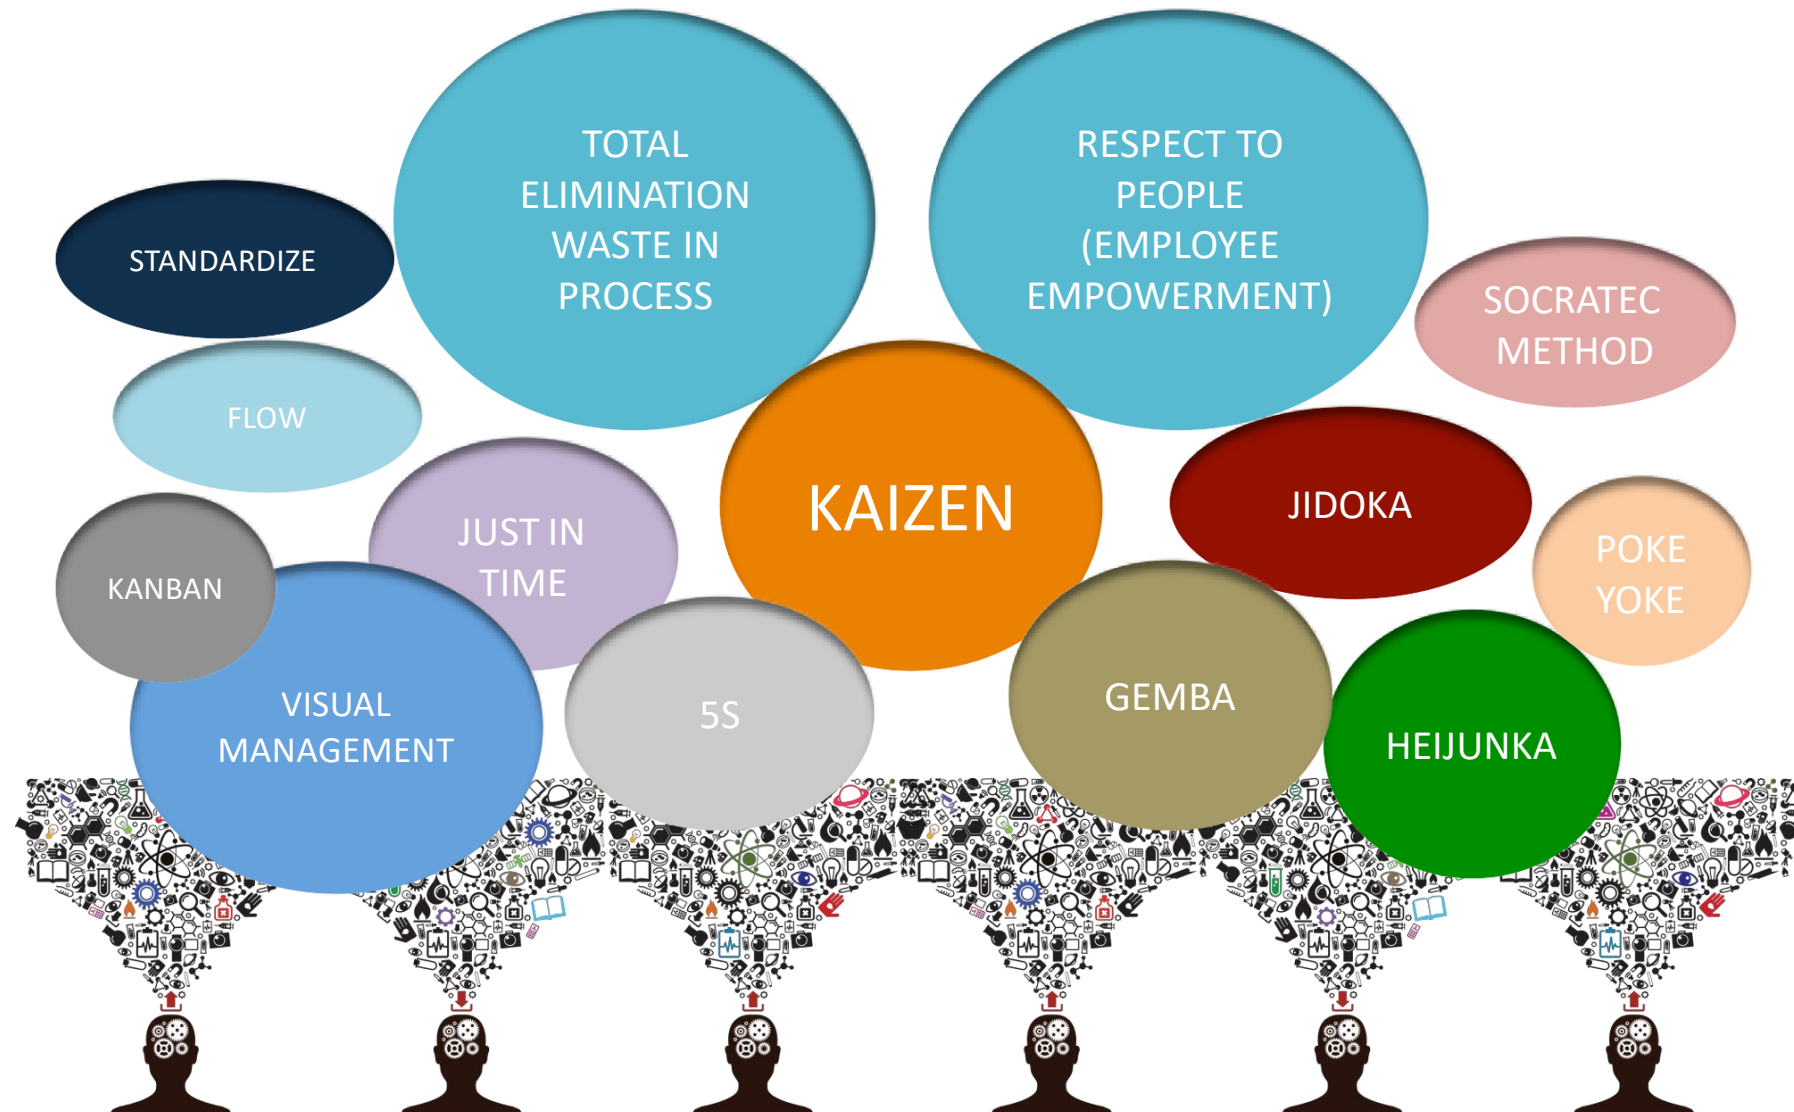 TOTAL
ELIMINATION
WASTE IN
PROCESS
RESPECT TO
PEOPLE
(EMPLOYEE
EMPOWERMENT)
STANDARDIZE
SOCRATEC
METHOD
FLOW
KAIZEN
JIDOKA
JUST IN
TIME
POKE
YOKE
KANBAN
VISUAL
MANAGEMENT
5S
GEMBA
HEIJUNKA